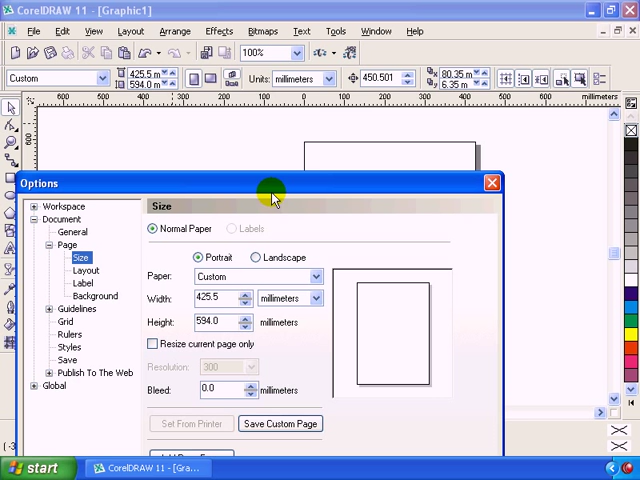 CorelDRAW 11 - [Graphic1]
File Edit View Layout Arrange Effects Bitmaps Text Tools Window Help
100%
Custom 425.5 m 594.0 m Units: millimeters 450.501 80.35 m 6.35 m
600 500 400 300 200 100 0 100 200 300 400 500 600 millimeters
600
Options
Workspace
Document
General
Page
Size
Layout
Label
Background
Guidelines
Grid
Rulers
Styles
Save
Publish To The Web
Global
Size
Normal Paper Labels
Portrait Landscape
Paper: Custom
Width: 425.5 millimeters
Height: 594.0 millimeters
Resize current page only
Resolution: 300
Bleed: 0.0 millimeters
Set From Printer Save Custom Page
start CorelDRAW 11 - [Gra...